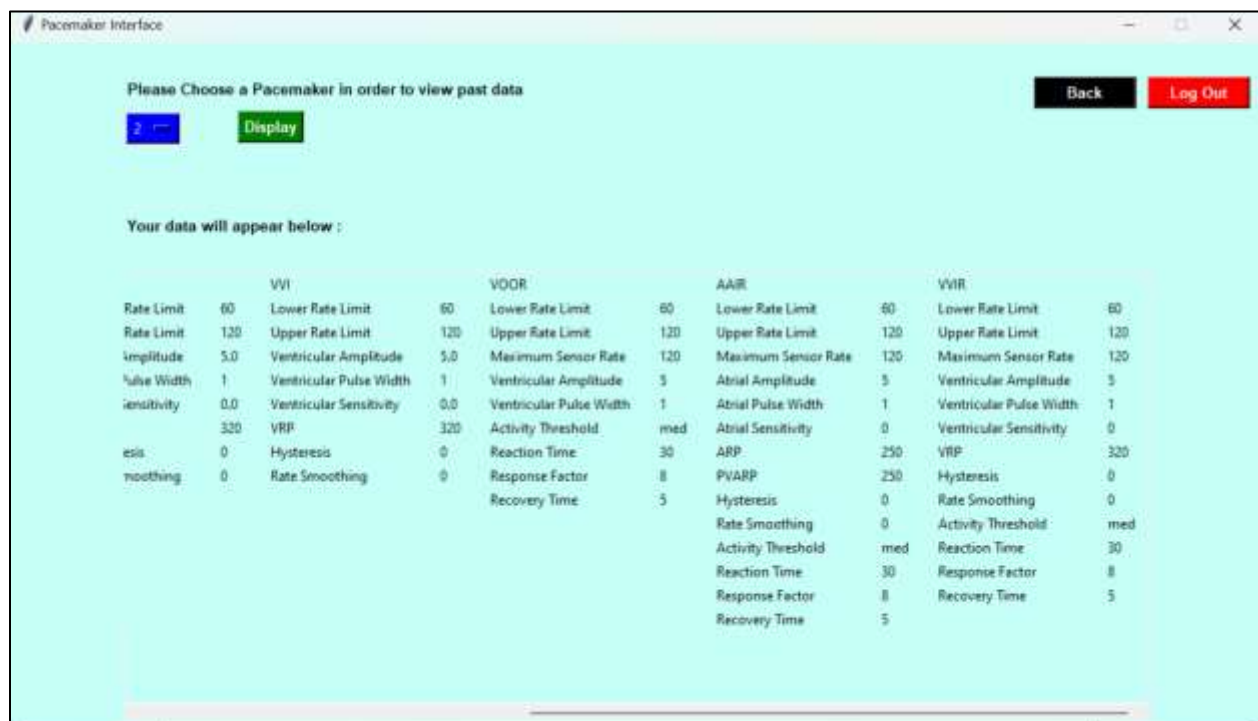 Pacemaker Interface
Please Choose a Pacemaker in order to view past data
Back
Log Out
2
Display
Your data will appear below :
VVI VOOR AAIR VVIR
Rate Limit 60 Lower Rate Limit 60 Lower Rate Limit 60 Lower Rate Limit 60 Lower Rate Limit 60
Rate Limit 120 Upper Rate Limit 120 Upper Rate Limit 120 Upper Rate Limit 120 Upper Rate Limit 120
Amplitude 5.0 Ventricular Amplitude 5.0 Maximum Sensor Rate 120 Maximum Sensor Rate 120 Maximum Sensor Rate 120
Pulse Width 1 Ventricular Pulse Width 1 Ventricular Amplitude 5 Atrial Amplitude 5 Ventricular Amplitude 5
ensitivity 0.0 Ventricular Sensitivity 0.0 Ventricular Pulse Width 1 Atrial Pulse Width 1 Ventricular Pulse Width 1
320 VRP 320 Activity Threshold med Atrial Sensitivity 0 Ventricular Sensitivity 0
esis 0 Hysteresis 0 Reaction Time 30 ARP 250 VRP 320
moothing 0 Rate Smoothing 0 Response Factor 8 PVARP 250 Hysteresis 0
Recovery Time 5 Hysteresis 0 Rate Smoothing 0
Rate Smoothing 0 Activity Threshold med
Activity Threshold med Reaction Time 30
Reaction Time 30 Response Factor 8
Response Factor 8 Recovery Time 5
Recovery Time 5